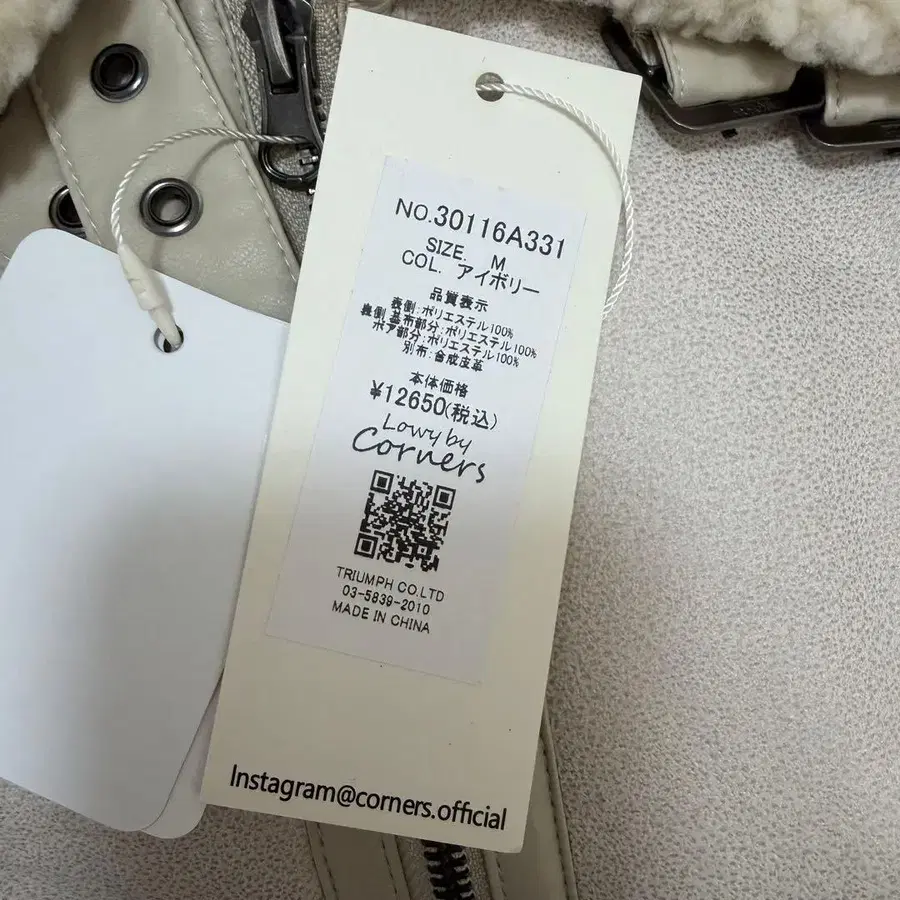 NO.30116A331
SIZE. M
COL. アイボリー
品質表示
表側:ポリエステル100%
裏側 基布部分:ポリエステル100%
ボア部分:ポリエステル100%
別布:合成皮革
本体価格
¥12650(税込)
Lowy by
Corners
TRIUMPH CO.LTD
03-5839-2010
MADE IN CHINA
Instagram@corners.official